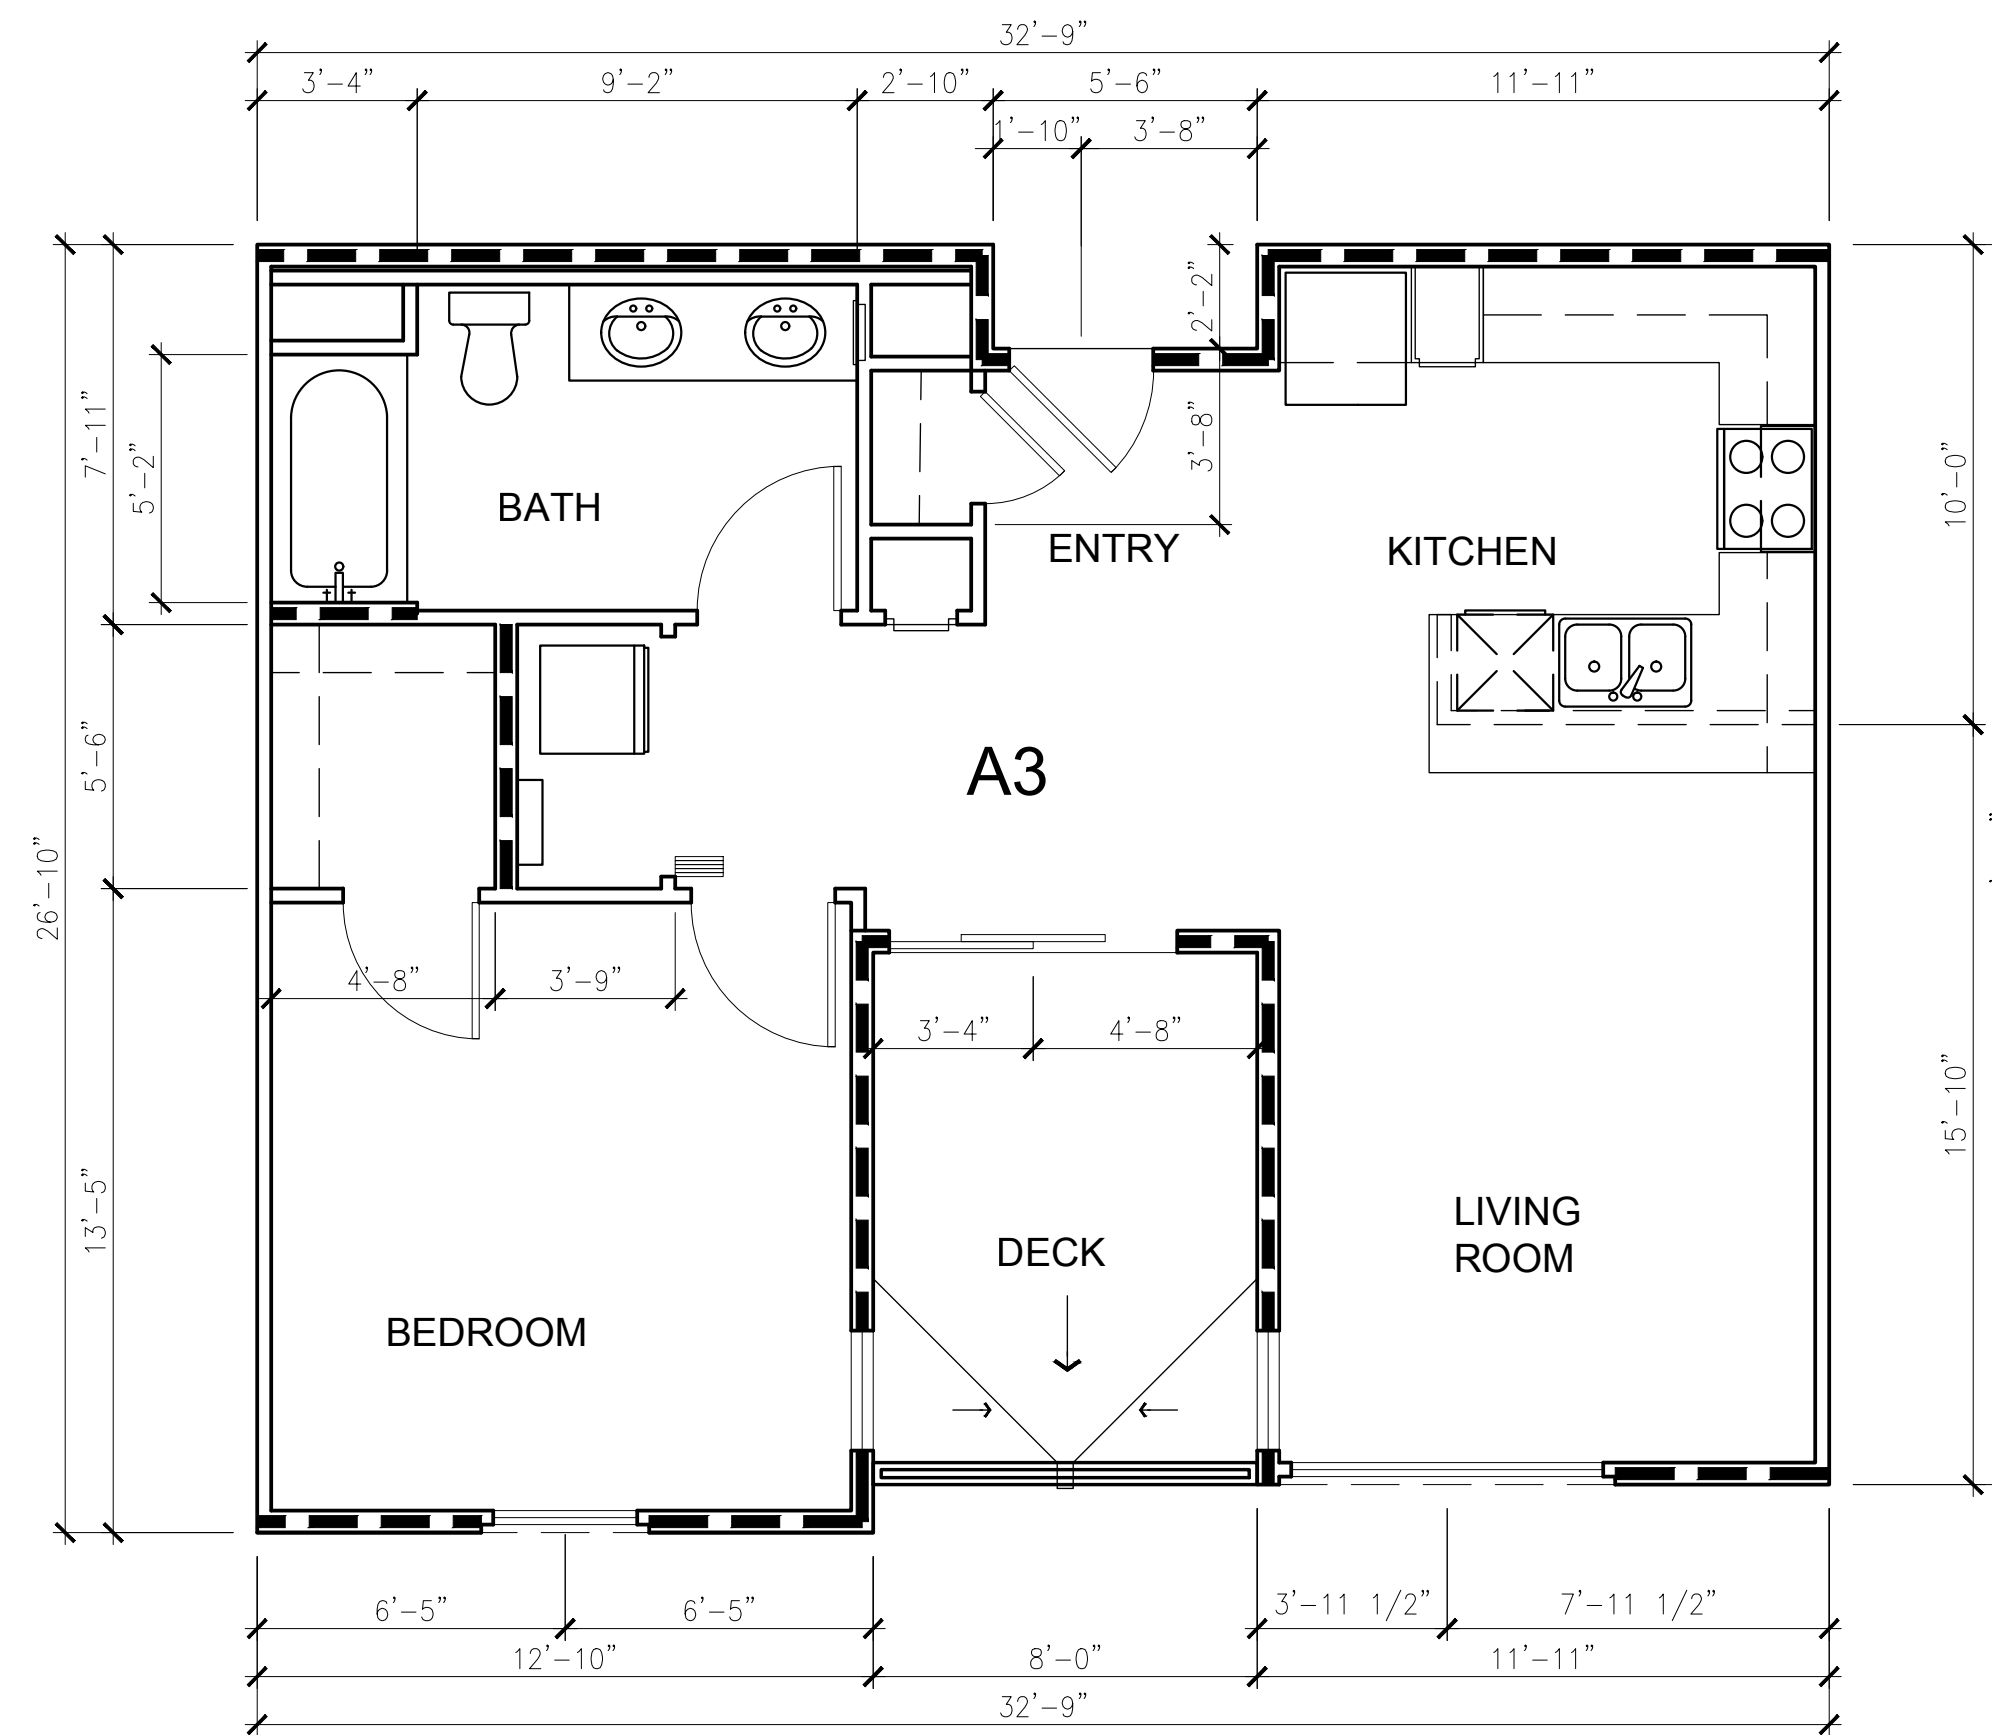 32'-9"
3'-4" 9'-2" 2'-10" 5'-6" 11'-11"
1'-10" 3'-8"
2'-2"
7'-11"
5'-2"
3'-8"
10'-0"
BATH
ENTRY
KITCHEN
5'-6"
A3
26'-10"
4'-8" 3'-9"
3'-4" 4'-8"
15'-10"
13'-5"
LIVING
ROOM
DECK
BEDROOM
6'-5" 6'-5" 3'-11 1/2" 7'-11 1/2"
12'-10" 8'-0" 11'-11"
32'-9"